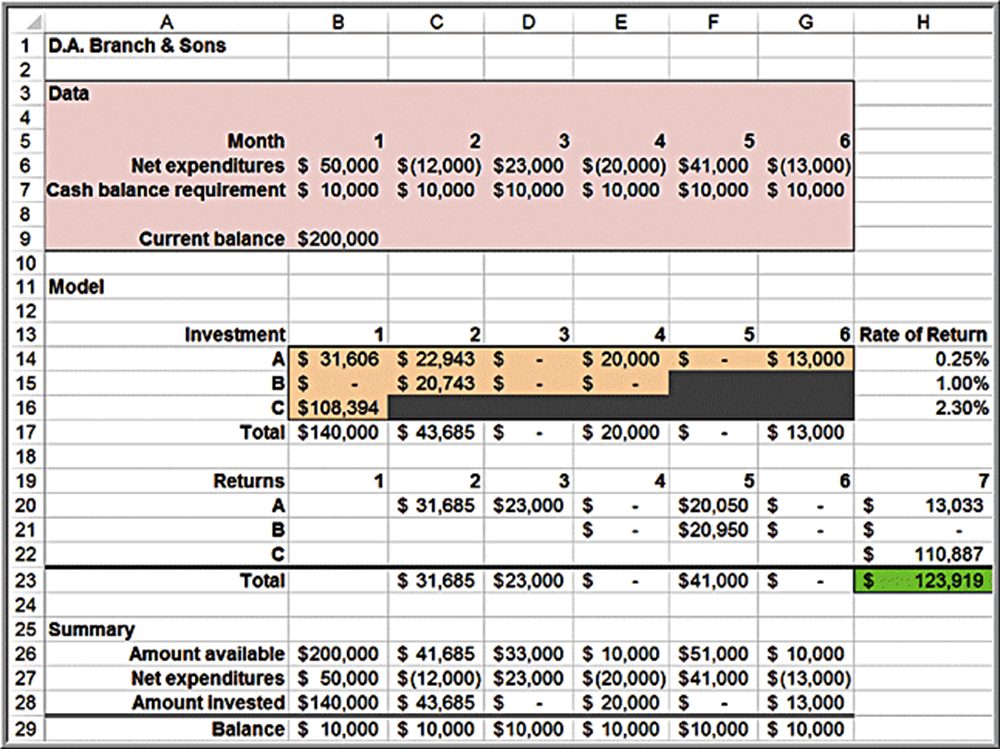 A B C D E F G H
1 D.A. Branch & Sons
2
3 Data
4
5 Month 1 2 3 4 5 6
6 Net expenditures $ 50,000 $(12,000) $23,000 $(20,000) $41,000 $(13,000)
7 Cash balance requirement $ 10,000 $ 10,000 $10,000 $ 10,000 $10,000 $ 10,000
8
9 Current balance $200,000
10
11 Model
12
13 Investment 1 2 3 4 5 6 Rate of Return
14 A $ 31,606 $ 22,943 $ - $ 20,000 $ - $ 13,000 0.25%
15 B $ - $ 20,743 $ - $ - 1.00%
16 C $108,394 2.30%
17 Total $140,000 $ 43,685 $ - $ 20,000 $ - $ 13,000
18
19 Returns 1 2 3 4 5 6 7
20 A $ 31,685 $23,000 $ - $20,050 $ - $ 13,033
21 B $ - $20,950 $ - $ -
22 C $ 110,887
23 Total $ 31,685 $23,000 $ - $41,000 $ - $ 123,919
24
25 Summary
26 Amount available $200,000 $ 41,685 $33,000 $ 10,000 $51,000 $ 10,000
27 Net expenditures $ 50,000 $(12,000) $23,000 $(20,000) $41,000 $(13,000)
28 Amount invested $140,000 $ 43,685 $ - $ 20,000 $ - $ 13,000
29 Balance $ 10,000 $ 10,000 $10,000 $ 10,000 $10,000 $ 10,000